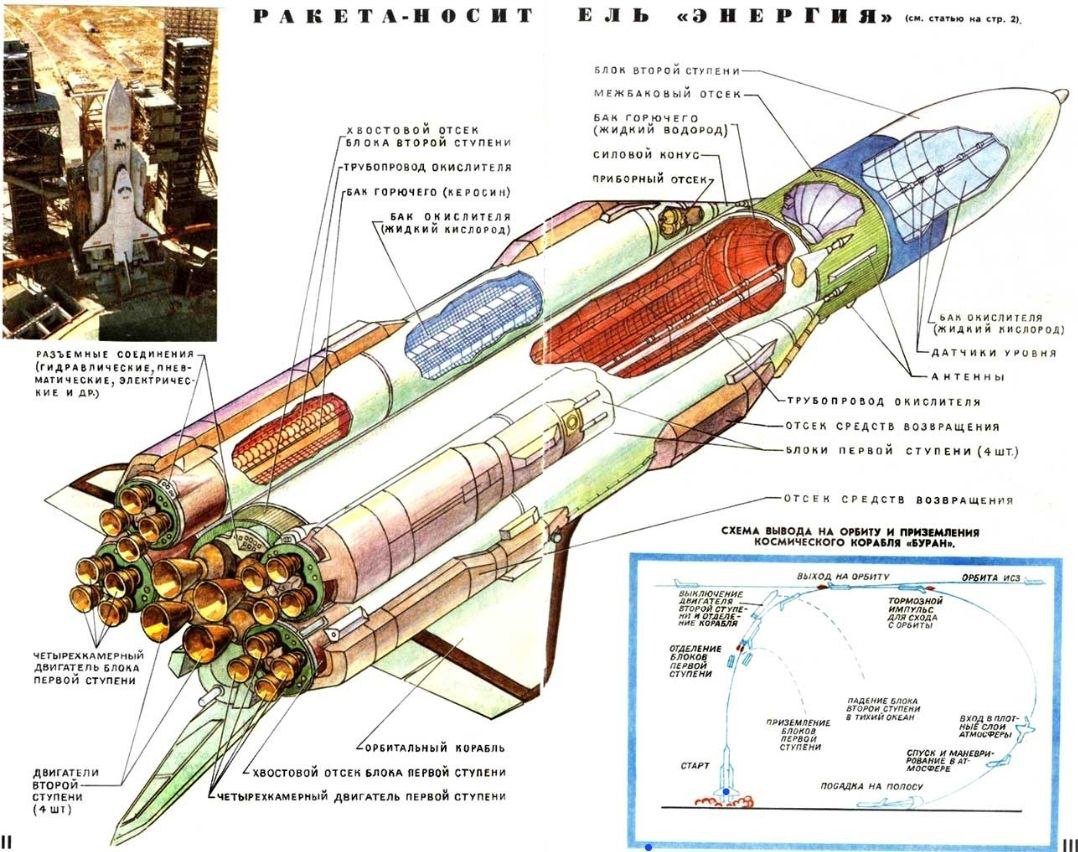 РАКЕТА-НОСИТЕЛЬ «ЭНЕРГИЯ» (см. статью на стр. 2).
БЛОК ВТОРОЙ СТУПЕНИ
МЕЖБАКОВЫЙ ОТСЕК
БАК ГОРЮЧЕГО
(ЖИДКИЙ ВОДОРОД)
СИЛОВОЙ КОНУС
ПРИБОРНЫЙ ОТСЕК
ХВОСТОВОЙ ОТСЕК
БЛОКА ВТОРОЙ СТУПЕНИ
ТРУБОПРОВОД ОКИСЛИТЕЛЯ
БАК ГОРЮЧЕГО (КЕРОСИН)
БАК ОКИСЛИТЕЛЯ
(ЖИДКИЙ КИСЛОРОД)
РАЗЪЕМНЫЕ СОЕДИНЕНИЯ
(ГИДРАВЛИЧЕСКИЕ, ПНЕВ-
МАТИЧЕСКИЕ, ЭЛЕКТРИЧЕС-
КИЕ И ДР.)
БАК ОКИСЛИТЕЛЯ
(ЖИДКИЙ КИСЛОРОД)
ДАТЧИКИ УРОВНЯ
АНТЕННЫ
ТРУБОПРОВОД ОКИСЛИТЕЛЯ
ОТСЕК СРЕДСТВ ВОЗВРАЩЕНИЯ
БЛОКИ ПЕРВОЙ СТУПЕНИ (4 ШТ.)
ОТСЕК СРЕДСТВ ВОЗВРАЩЕНИЯ
ЧЕТЫРЕХКАМЕРНЫЙ
ДВИГАТЕЛЬ БЛОКА
ПЕРВОЙ СТУПЕНИ
ДВИГАТЕЛИ
ВТОРОЙ
СТУПЕНИ
(4 ШТ)
ОРБИТАЛЬНЫЙ КОРАБЛЬ
ХВОСТОВОЙ ОТСЕК БЛОКА ПЕРВОЙ СТУПЕНИ
ЧЕТЫРЕХКАМЕРНЫЙ ДВИГАТЕЛЬ ПЕРВОЙ СТУПЕНИ
СХЕМА ВЫВОДА НА ОРБИТУ И ПРИЗЕМЛЕНИЯ
КОСМИЧЕСКОГО КОРАБЛЯ «БУРАН».
ВЫХОД НА ОРБИТУ
ОРБИТА ИСЗ
ВЫКЛЮЧЕНИЕ
ДВИГАТЕЛЯ
ВТОРОЙ СТУПЕ-
НИ И ОТДЕЛЕ-
НИЕ КОРАБЛЯ
ТОРМОЗНОЙ
ИМПУЛЬС
ДЛЯ СХОДА
С ОРБИТЫ
ОТДЕЛЕНИЕ
БЛОКОВ
ПЕРВОЙ
СТУПЕНИ
ПАДЕНИЕ БЛОКА
ВТОРОЙ СТУПЕНИ
В ТИХИЙ ОКЕАН
ПРИЗЕМЛЕНИЕ
БЛОКОВ
ПЕРВОЙ
СТУПЕНИ
ВХОД В ПЛОТ-
НЫЕ СЛОИ
АТМОСФЕРЫ
СПУСК И МАНЕВРИ-
РОВАНИЕ В АТ-
МОСФЕРЕ
СТАРТ
ПОСАДКА НА ПОЛОСУ
II
III